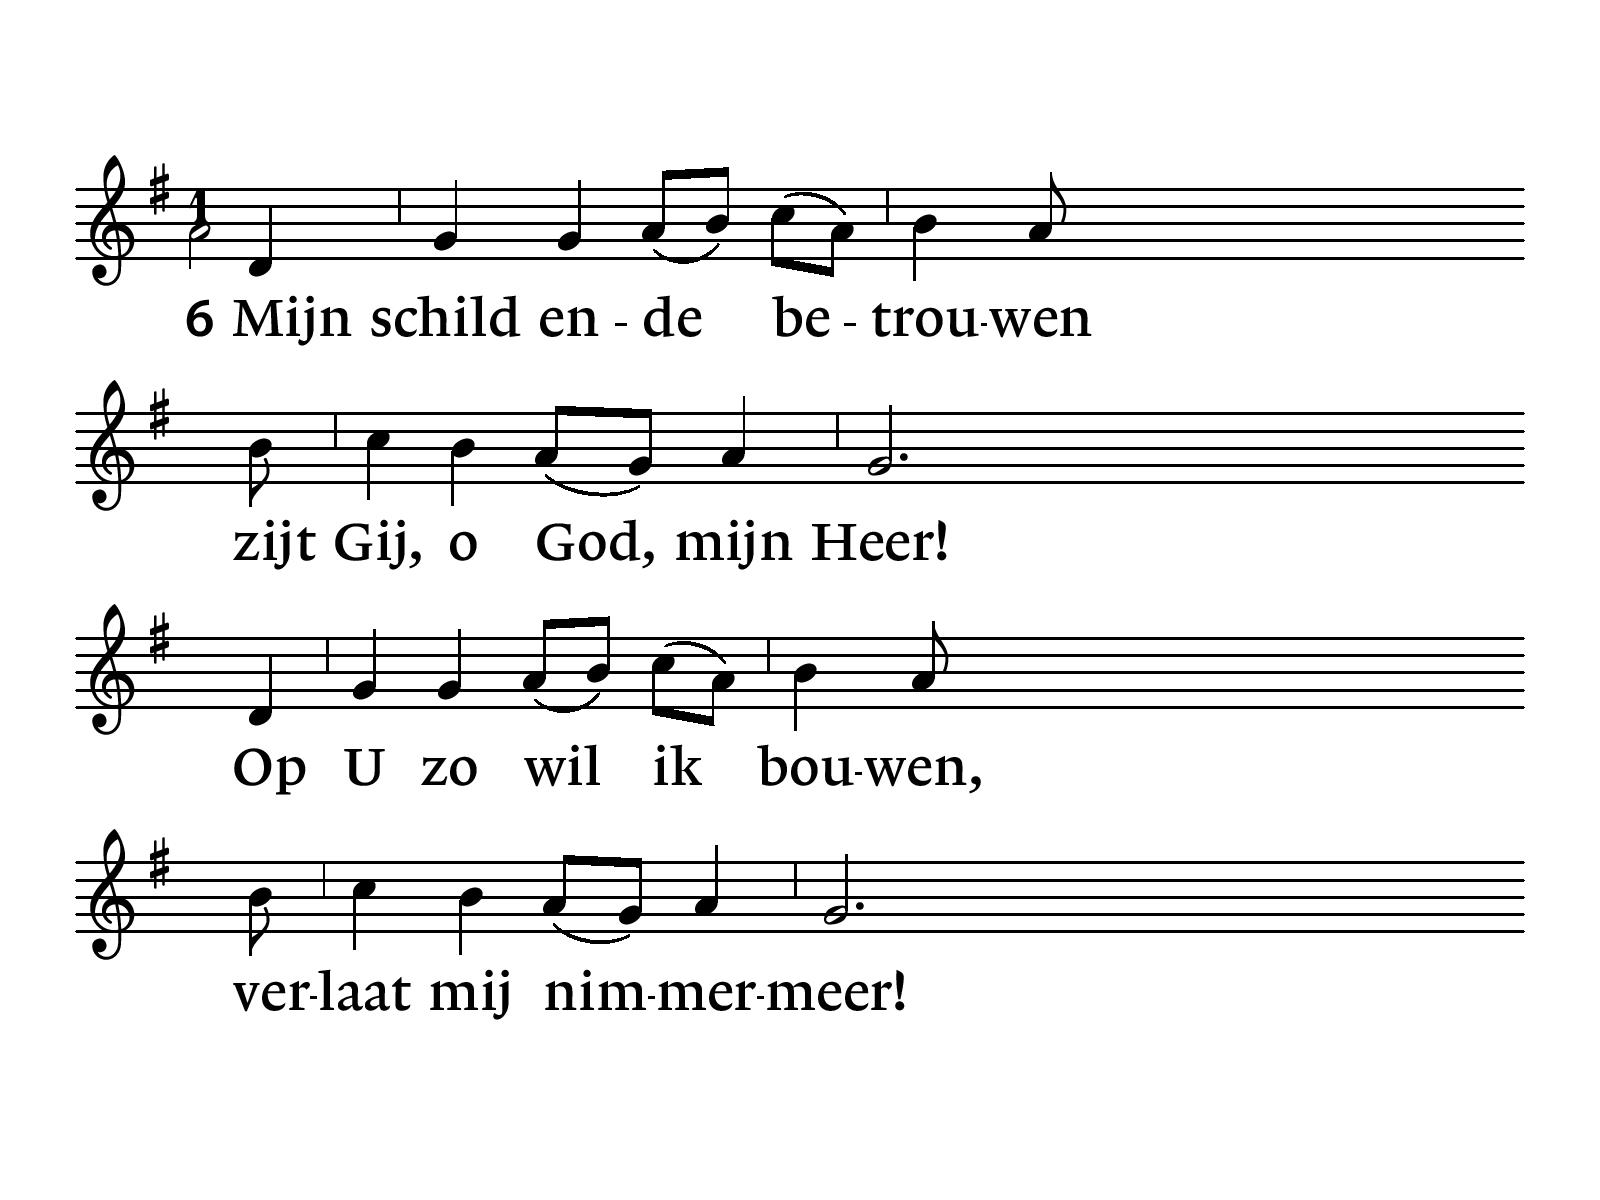 1
6 Mijn schild en - de be - trou-wen
zijt Gij, o God, mijn Heer!
Op U zo wil ik bou-wen,
ver-laat mij nim-mer-meer!